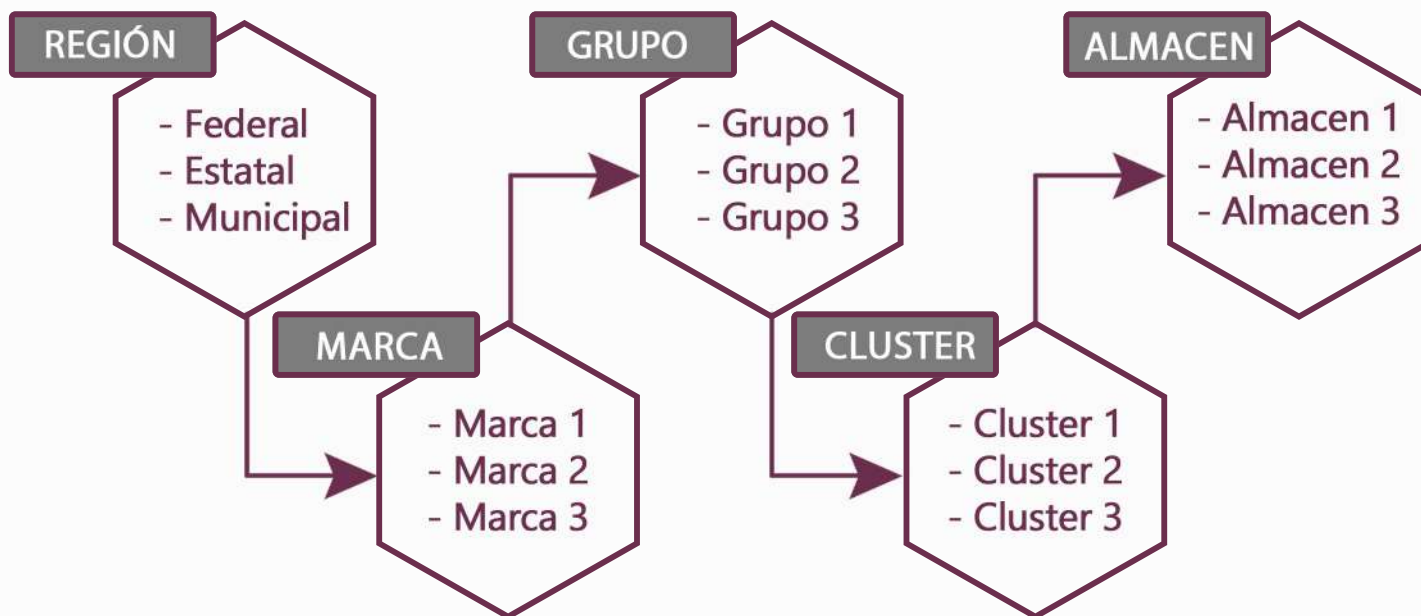 REGIÓN
- Federal
- Estatal
- Municipal
MARCA
- Marca 1
- Marca 2
- Marca 3
GRUPO
- Grupo 1
- Grupo 2
- Grupo 3
CLUSTER
- Cluster 1
- Cluster 2
- Cluster 3
ALMACEN
- Almacen 1
- Almacen 2
- Almacen 3